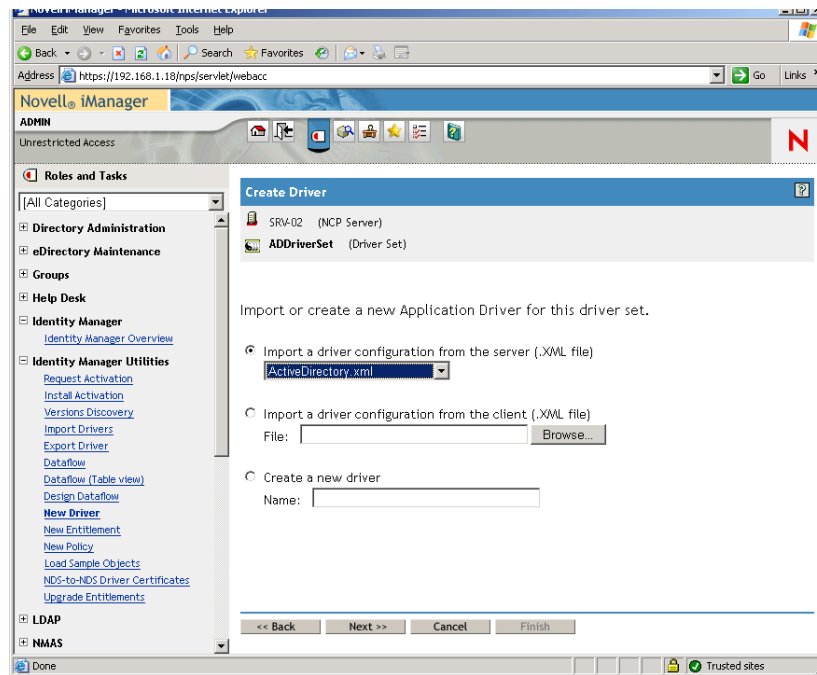 Novell iManager - Microsoft Internet Explorer
File Edit View Favorites Tools Help
Back Search Favorites
Address https://192.168.1.18/nps/servlet/webacc Go Links
Novell® iManager
ADMIN
Unrestricted Access
N
Roles and Tasks
[All Categories]
Directory Administration
eDirectory Maintenance
Groups
Help Desk
Identity Manager
Identity Manager Overview
Identity Manager Utilities
Request Activation
Install Activation
Versions Discovery
Import Drivers
Export Driver
Dataflow
Dataflow (Table view)
Design Dataflow
New Driver
New Entitlement
New Policy
Load Sample Objects
NDS-to-NDS Driver Certificates
Upgrade Entitlements
LDAP
NMAS
Create Driver ?
SRV-02 (NCP Server)
ADDriverSet (Driver Set)
Import or create a new Application Driver for this driver set.
Import a driver configuration from the server (.XML file)
ActiveDirectory.xml
Import a driver configuration from the client (.XML file)
File: Browse...
Create a new driver
Name:
<< Back Next >> Cancel Finish
Done Trusted sites